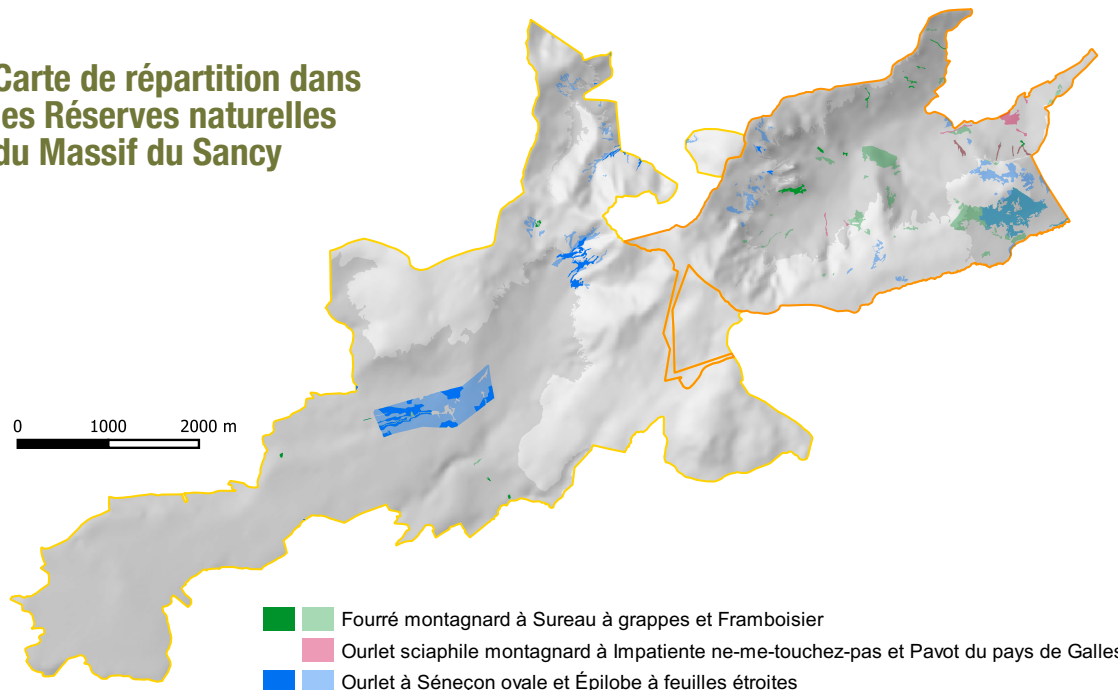 Carte de répartition dans
les Réserves naturelles
du Massif du Sancy
0 1000 2000 m
Fourré montagnard à Sureau à grappes et Framboisier
Ourlet sciaphile montagnard à Impatiente ne-me-touchez-pas et Pavot du pays de Galles
Ourlet à Séneçon ovale et Épilobe à feuilles étroites